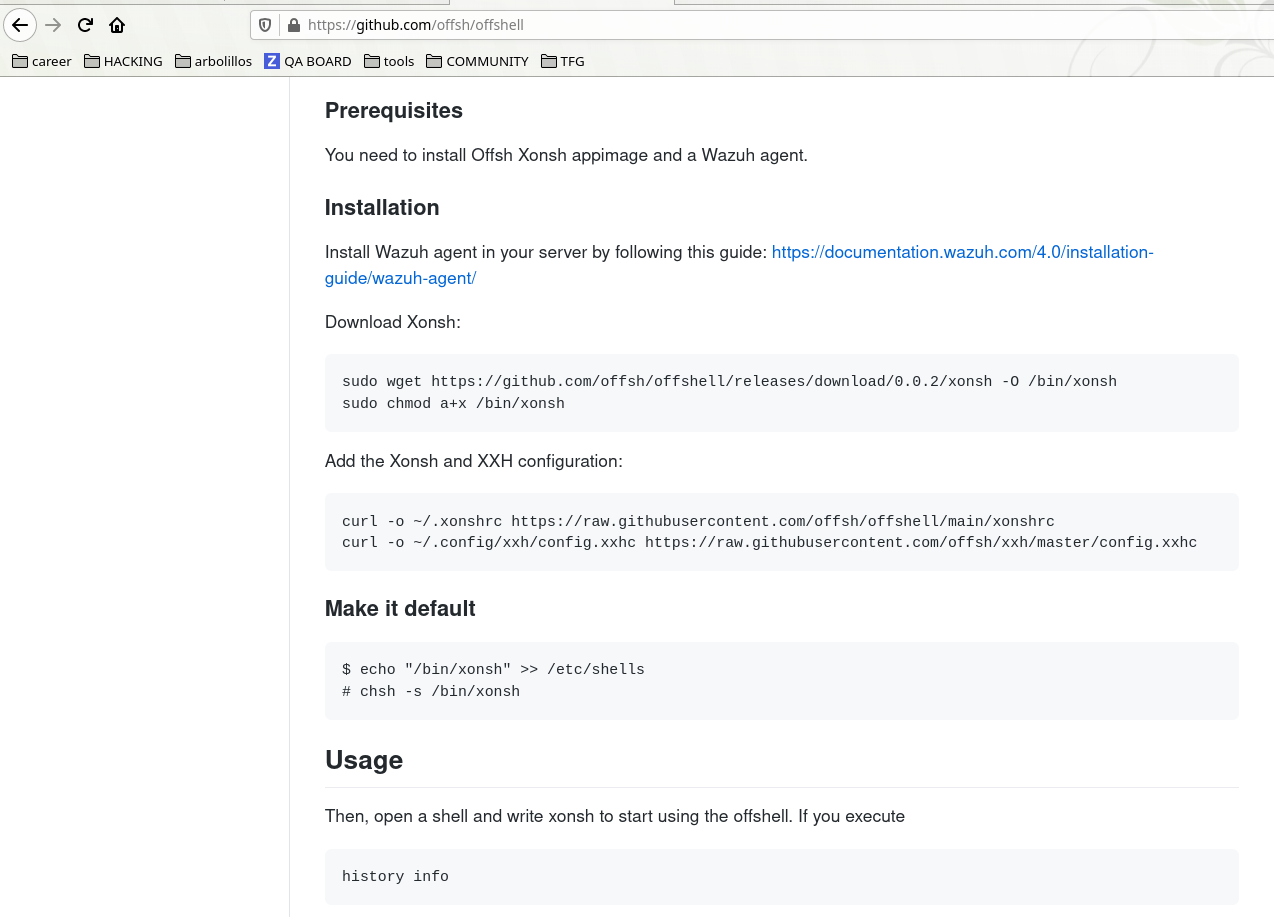 https://github.com/offsh/offshell
career HACKING arbolillos Z QA BOARD tools COMMUNITY TFG
Prerequisites
You need to install Offsh Xonsh appimage and a Wazuh agent.
Installation
Install Wazuh agent in your server by following this guide: https://documentation.wazuh.com/4.0/installation-
guide/wazuh-agent/
Download Xonsh:
sudo wget https://github.com/offsh/offshell/releases/download/0.0.2/xonsh -O /bin/xonsh
sudo chmod a+x /bin/xonsh
Add the Xonsh and XXH configuration:
curl -o ~/.xonshrc https://raw.githubusercontent.com/offsh/offshell/main/xonshrc
curl -o ~/.config/xxh/config.xxhc https://raw.githubusercontent.com/offsh/xxh/master/config.xxhc
Make it default
$ echo "/bin/xonsh" >> /etc/shells
# chsh -s /bin/xonsh
Usage
Then, open a shell and write xonsh to start using the offshell. If you execute
history info